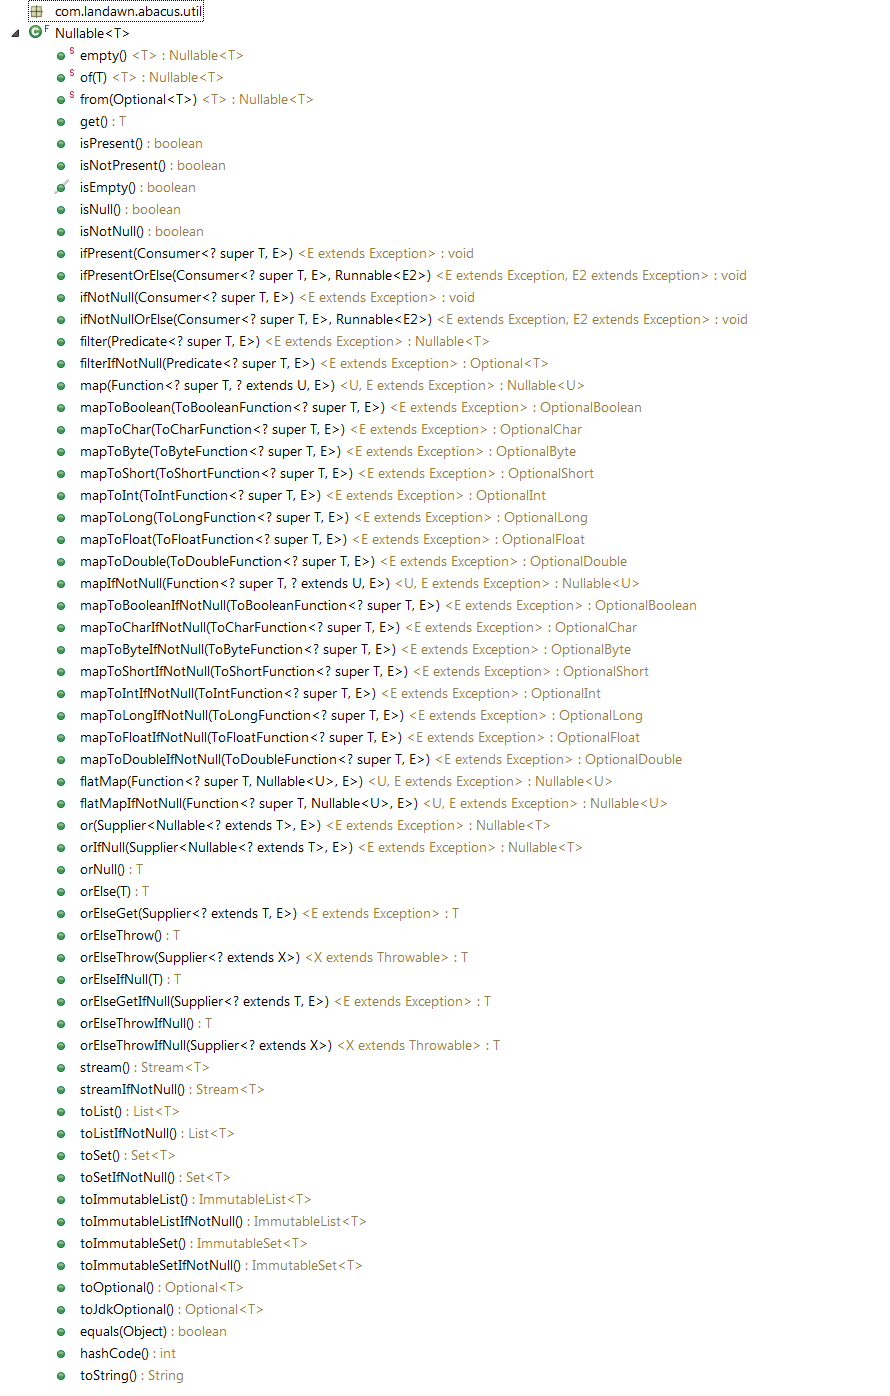 com.landawn.abacus.util
C F Nullable<T>
S empty() <T> : Nullable<T>
S of(T) <T> : Nullable<T>
S from(Optional<T>) <T> : Nullable<T>
get() : T
isPresent() : boolean
isNotPresent() : boolean
isEmpty() : boolean
isNull() : boolean
isNotNull() : boolean
ifPresent(Consumer<? super T, E>) <E extends Exception> : void
ifPresentOrElse(Consumer<? super T, E>, Runnable<E2>) <E extends Exception, E2 extends Exception> : void
ifNotNull(Consumer<? super T, E>) <E extends Exception> : void
ifNotNullOrElse(Consumer<? super T, E>, Runnable<E2>) <E extends Exception, E2 extends Exception> : void
filter(Predicate<? super T, E>) <E extends Exception> : Nullable<T>
filterIfNotNull(Predicate<? super T, E>) <E extends Exception> : Optional<T>
map(Function<? super T, ? extends U, E>) <U, E extends Exception> : Nullable<U>
mapToBoolean(ToBooleanFunction<? super T, E>) <E extends Exception> : OptionalBoolean
mapToChar(ToCharFunction<? super T, E>) <E extends Exception> : OptionalChar
mapToByte(ToByteFunction<? super T, E>) <E extends Exception> : OptionalByte
mapToShort(ToShortFunction<? super T, E>) <E extends Exception> : OptionalShort
mapToInt(ToIntFunction<? super T, E>) <E extends Exception> : OptionalInt
mapToLong(ToLongFunction<? super T, E>) <E extends Exception> : OptionalLong
mapToFloat(ToFloatFunction<? super T, E>) <E extends Exception> : OptionalFloat
mapToDouble(ToDoubleFunction<? super T, E>) <E extends Exception> : OptionalDouble
mapIfNotNull(Function<? super T, ? extends U, E>) <U, E extends Exception> : Nullable<U>
mapToBooleanIfNotNull(ToBooleanFunction<? super T, E>) <E extends Exception> : OptionalBoolean
mapToCharIfNotNull(ToCharFunction<? super T, E>) <E extends Exception> : OptionalChar
mapToByteIfNotNull(ToByteFunction<? super T, E>) <E extends Exception> : OptionalByte
mapToShortIfNotNull(ToShortFunction<? super T, E>) <E extends Exception> : OptionalShort
mapToIntIfNotNull(ToIntFunction<? super T, E>) <E extends Exception> : OptionalInt
mapToLongIfNotNull(ToLongFunction<? super T, E>) <E extends Exception> : OptionalLong
mapToFloatIfNotNull(ToFloatFunction<? super T, E>) <E extends Exception> : OptionalFloat
mapToDoubleIfNotNull(ToDoubleFunction<? super T, E>) <E extends Exception> : OptionalDouble
flatMap(Function<? super T, Nullable<U>, E>) <U, E extends Exception> : Nullable<U>
flatMapIfNotNull(Function<? super T, Nullable<U>, E>) <U, E extends Exception> : Nullable<U>
or(Supplier<Nullable<? extends T>, E>) <E extends Exception> : Nullable<T>
orIfNull(Supplier<Nullable<? extends T>, E>) <E extends Exception> : Nullable<T>
orNull() : T
orElse(T) : T
orElseGet(Supplier<? extends T, E>) <E extends Exception> : T
orElseThrow() : T
orElseThrow(Supplier<? extends X>) <X extends Throwable> : T
orElseIfNull(T) : T
orElseGetIfNull(Supplier<? extends T, E>) <E extends Exception> : T
orElseThrowIfNull() : T
orElseThrowIfNull(Supplier<? extends X>) <X extends Throwable> : T
stream() : Stream<T>
streamIfNotNull() : Stream<T>
toList() : List<T>
toListIfNotNull() : List<T>
toSet() : Set<T>
toSetIfNotNull() : Set<T>
toImmutableList() : ImmutableList<T>
toImmutableListIfNotNull() : ImmutableList<T>
toImmutableSet() : ImmutableSet<T>
toImmutableSetIfNotNull() : ImmutableSet<T>
toOptional() : Optional<T>
toJdkOptional() : Optional<T>
equals(Object) : boolean
hashCode() : int
toString() : String